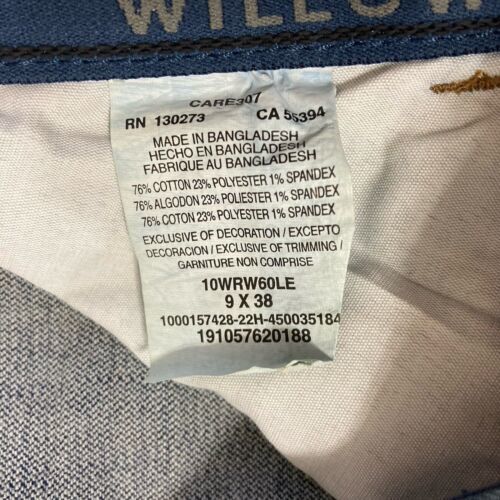 WILLOW
CARE307
RN 130273 CA 56394
MADE IN BANGLADESH
HECHO EN BANGLADESH
FABRIQUE AU BANGLADESH
76% COTTON 23% POLYESTER 1% SPANDEX
76% ALGODON 23% POLIESTER 1% SPANDEX
76% COTON 23% POLYESTER 1% SPANDEX
EXCLUSIVE OF DECORATION / EXCEPTO
DECORACION / EXCLUSIVE OF TRIMMING /
GARNITURE NON COMPRISE
10WRW60LE
9 X 38
1000157428-22H-450035184
191057620188